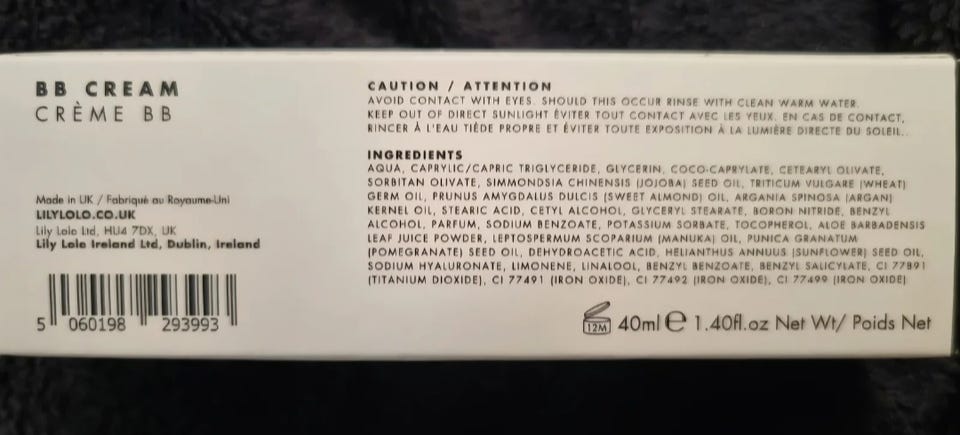 BB CREAM
CRÈME BB
Made in UK / Fabriqué au Royaume-Uni
LILYLOLO.CO.UK
Lily Lolo Ltd, HU4 7DX, UK
Lily Lolo Ireland Ltd, Dublin, Ireland
5 060198 293993
CAUTION / ATTENTION
AVOID CONTACT WITH EYES. SHOULD THIS OCCUR RINSE WITH CLEAN WARM WATER.
KEEP OUT OF DIRECT SUNLIGHT ÉVITER TOUT CONTACT AVEC LES YEUX. EN CAS DE CONTACT,
RINCER À L'EAU TIÈDE PROPRE ET ÉVITER TOUTE EXPOSITION À LA LUMIÈRE DIRECTE DU SOLEIL..
INGREDIENTS
AQUA, CAPRYLIC/CAPRIC TRIGLYCERIDE, GLYCERIN, COCO-CAPRYLATE, CETEARYL OLIVATE,
SORBITAN OLIVATE, SIMMONDSIA CHINENSIS (JOJOBA) SEED OIL, TRITICUM VULGARE (WHEAT)
GERM OIL, PRUNUS AMYGDALUS DULCIS (SWEET ALMOND) OIL, ARGANIA SPINOSA (ARGAN)
KERNEL OIL, STEARIC ACID, CETYL ALCOHOL, GLYCERYL STEARATE, BORON NITRIDE, BENZYL
ALCOHOL, PARFUM, SODIUM BENZOATE, POTASSIUM SORBATE, TOCOPHEROL, ALOE BARBADENSIS
LEAF JUICE POWDER, LEPTOSPERMUM SCOPARIUM (MANUKA) OIL, PUNICA GRANATUM
(POMEGRANATE) SEED OIL, DEHYDROACETIC ACID, HELIANTHUS ANNUUS (SUNFLOWER) SEED OIL,
SODIUM HYALURONATE, LIMONENE, LINALOOL, BENZYL BENZOATE, BENZYL SALICYLATE, CI 77891
(TITANIUM DIOXIDE), CI 77491 (IRON OXIDE), CI 77492 (IRON OXIDE), CI 77499 (IRON OXIDE)
12M 40ml ℮ 1.40fl.oz Net Wt/ Poids Net